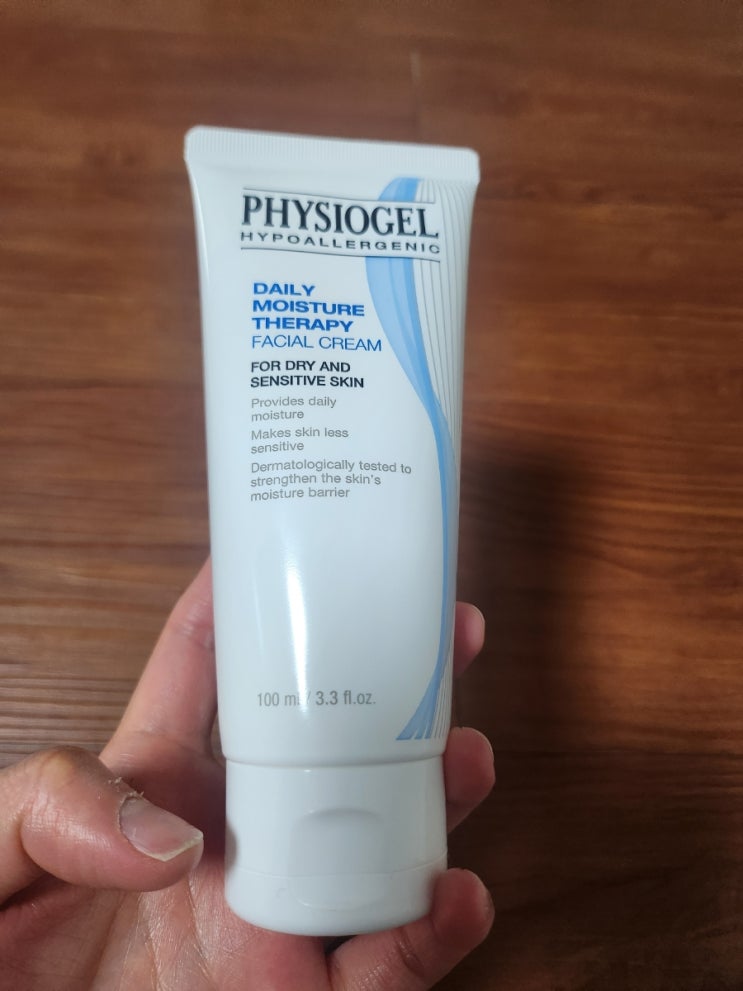 PHYSIOGEL
HYPOALLERGENIC
DAILY
MOISTURE
THERAPY
FACIAL CREAM
FOR DRY AND
SENSITIVE SKIN
Provides daily
moisture
Makes skin less
sensitive
Dermatologically tested to
strengthen the skin's
moisture barrier
100 ml/ 3.3 fl.oz.